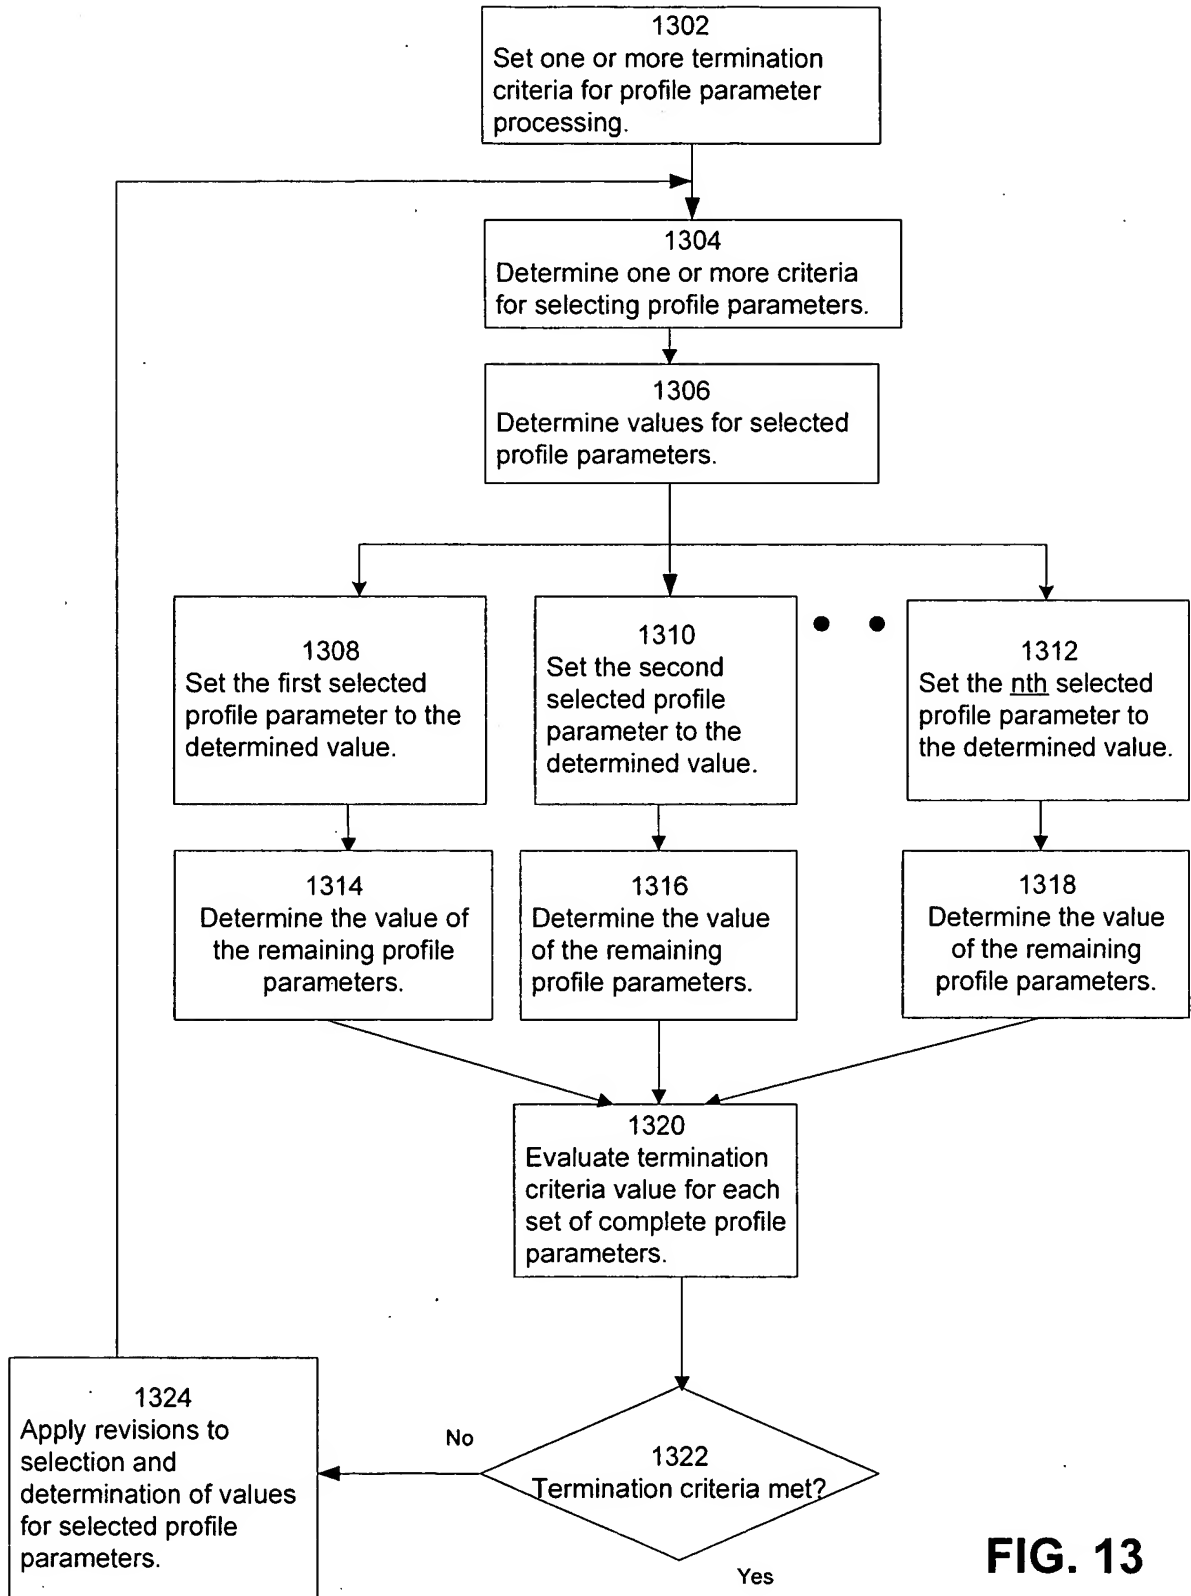 1302
Set one or more termination
criteria for profile parameter
processing.
1304
Determine one or more criteria
for selecting profile parameters.
1306
Determine values for selected
profile parameters.
1308
Set the first selected
profile parameter to the
determined value.
1310
Set the second
selected profile
parameter to the
determined value.
1312
Set the nth selected
profile parameter to
the determined value.
1314
Determine the value of
the remaining profile
parameters.
1316
Determine the value
of the remaining
profile parameters.
1318
Determine the value
of the remaining
profile parameters.
1320
Evaluate termination
criteria value for each
set of complete profile
parameters.
1324
Apply revisions to
selection and
determination of values
for selected profile
parameters.
No
1322
Termination criteria met?
Yes
FIG. 13